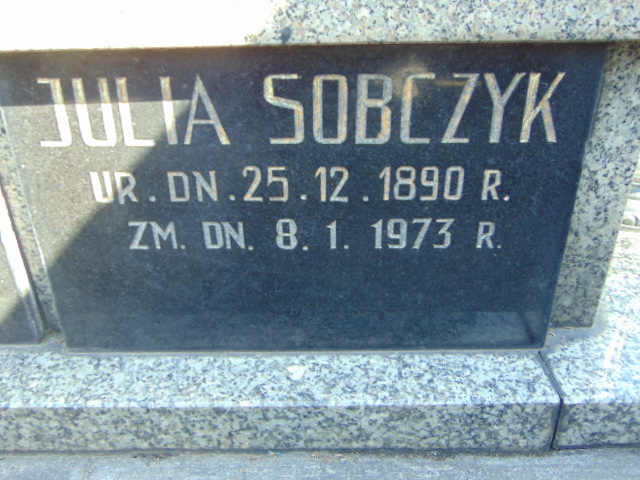 JULIA SOBCZYK
UR. DN. 25. 12. 1890 R.
ZM. DN. 8. 1. 1973 R.